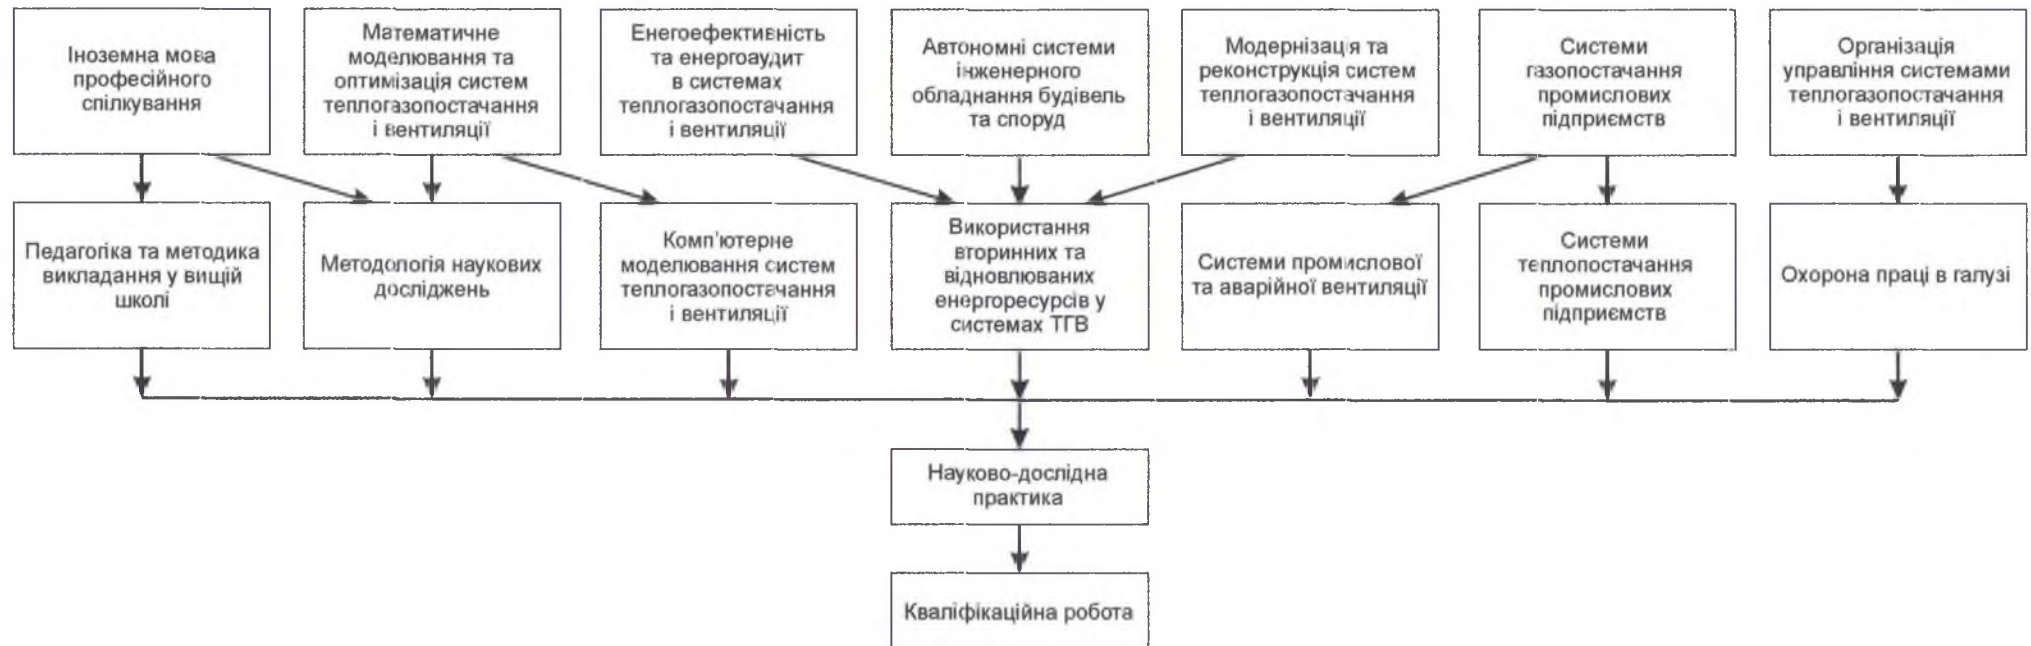 Іноземна мова
професійного
спілкування
Математичне
моделювання та
оптимізація систем
теплогазопостачання
і вентиляції
Енегоефективність
та енергоаудит
в системах
теплогазопостачання
і вентиляції
Автономні системи
інженерного
обладнання будівель
та споруд
Модернізація та
реконструкція систем
теплогазопостачання
і вентиляції
Системи
газопостачання
промислових
підприємств
Організація
управління системами
теплогазопостачання
і вентиляції
Педагогіка та методика
викладання у вищій
школі
Методологія наукових
досліджень
Комп'ютерне
моделювання систем
теплогазопостачання
і вентиляції
Використання
вторинних та
відновлюваних
енергоресурсів у
системах ТГВ
Системи промислової
та аварійної вентиляції
Системи
теплопостачання
промислових
підприємств
Охорона праці в галузі
Науково-дослідна
практика
Кваліфікаційна робота